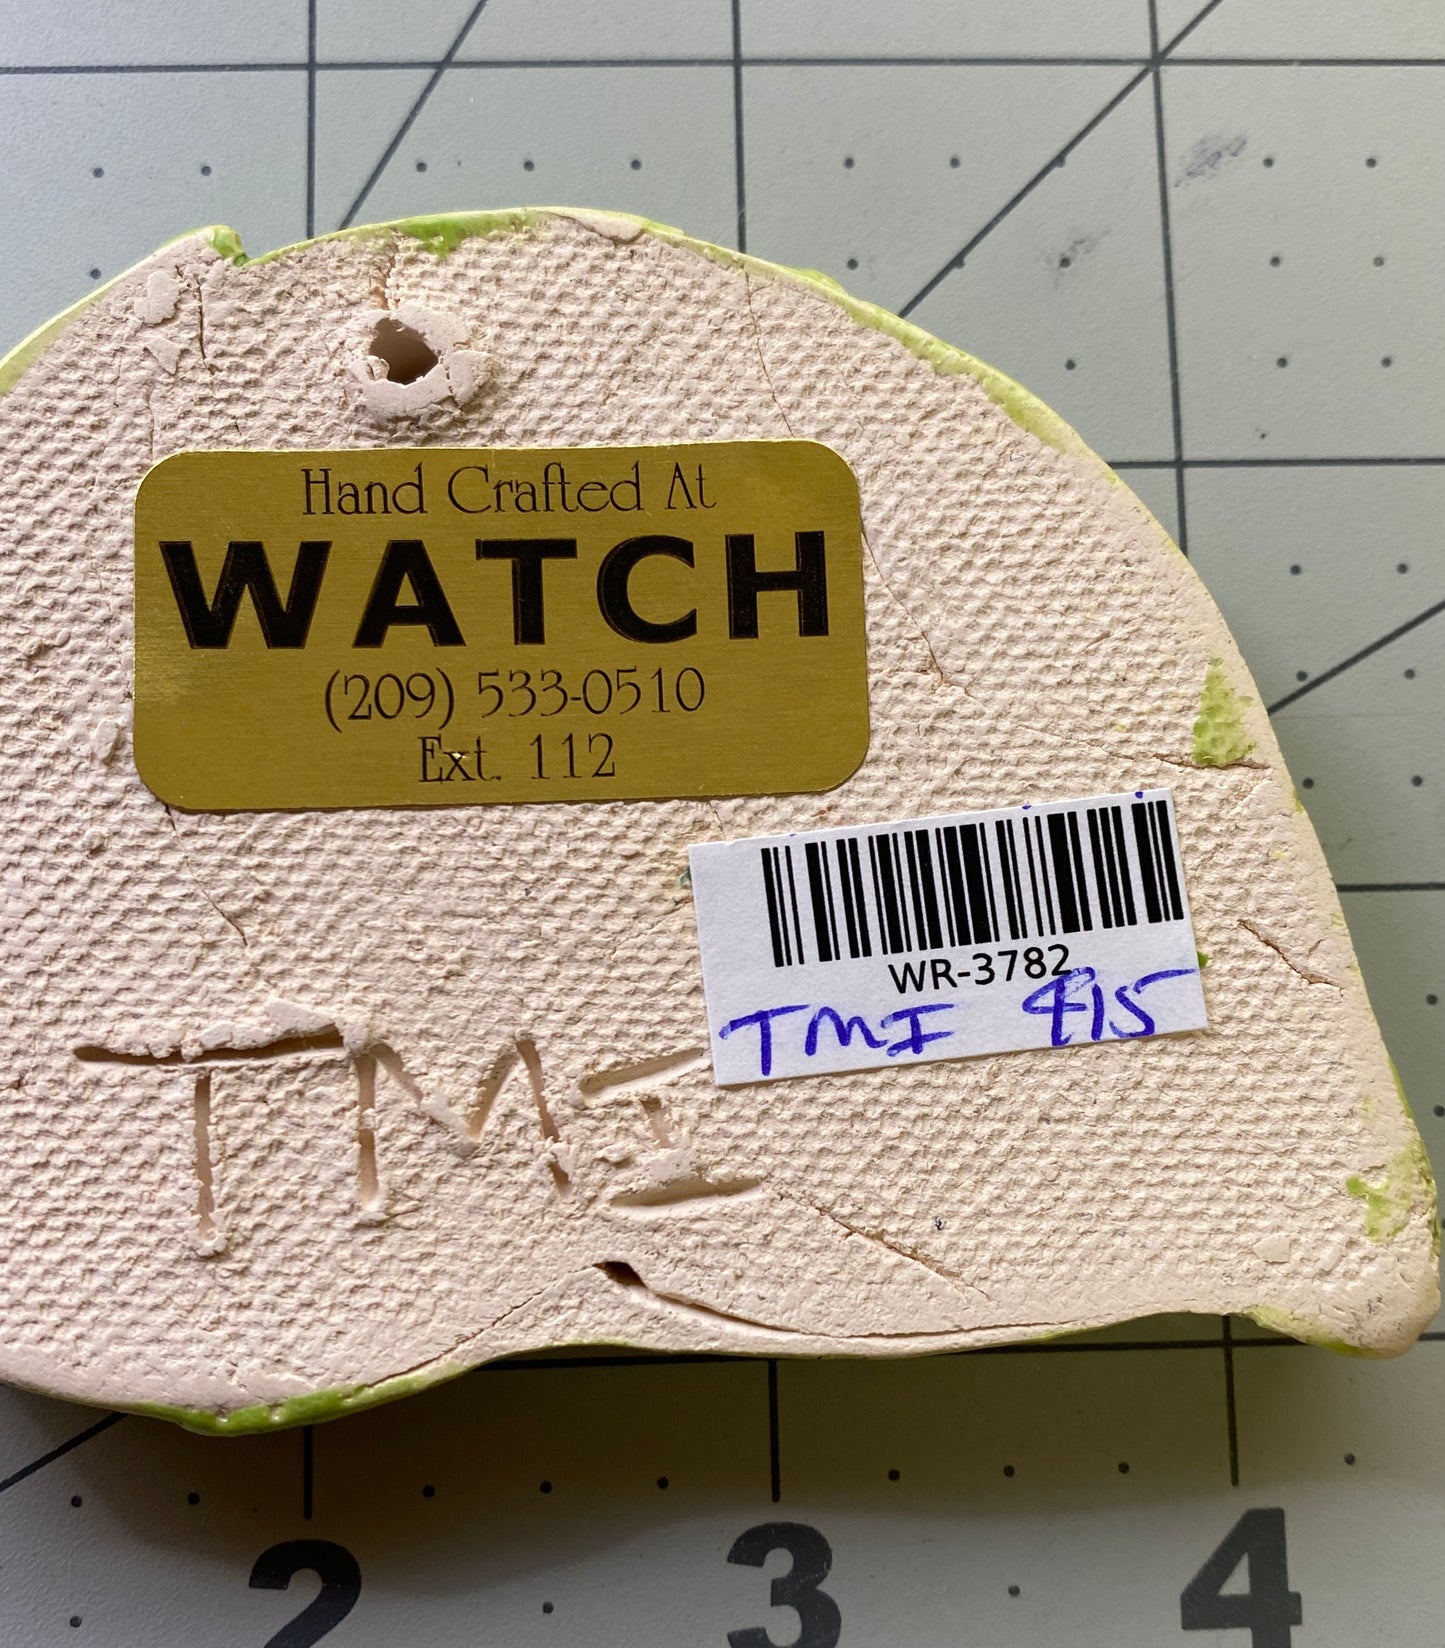 Hand Crafted At
WATCH
(209) 533-0510
Ext. 112
WR-3782
TMI $15
TMI
2 3 4